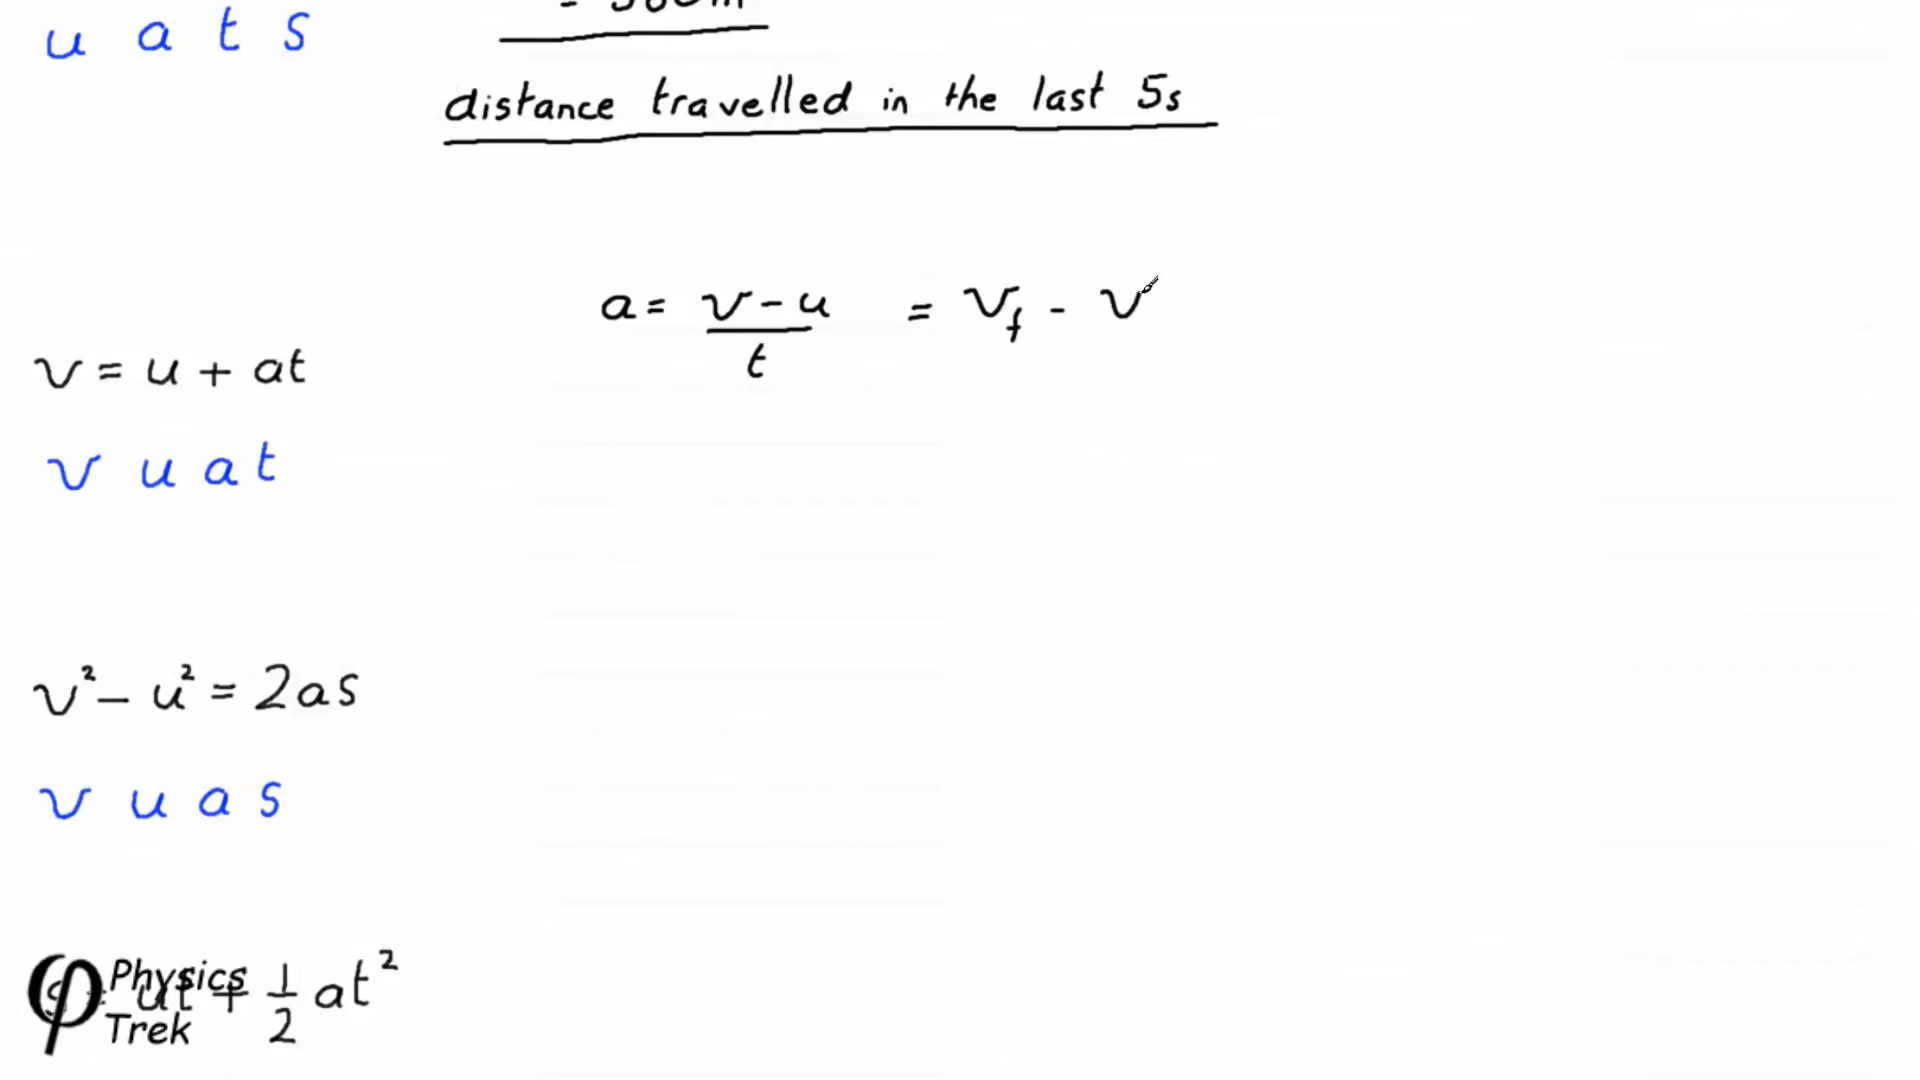 u a t s
distance travelled in the last 5s
a = v - u / t = v_f - v
v = u + at
v u a t
v² - u² = 2as
v u a s
ut + 1/2 at²
Physics
Trek